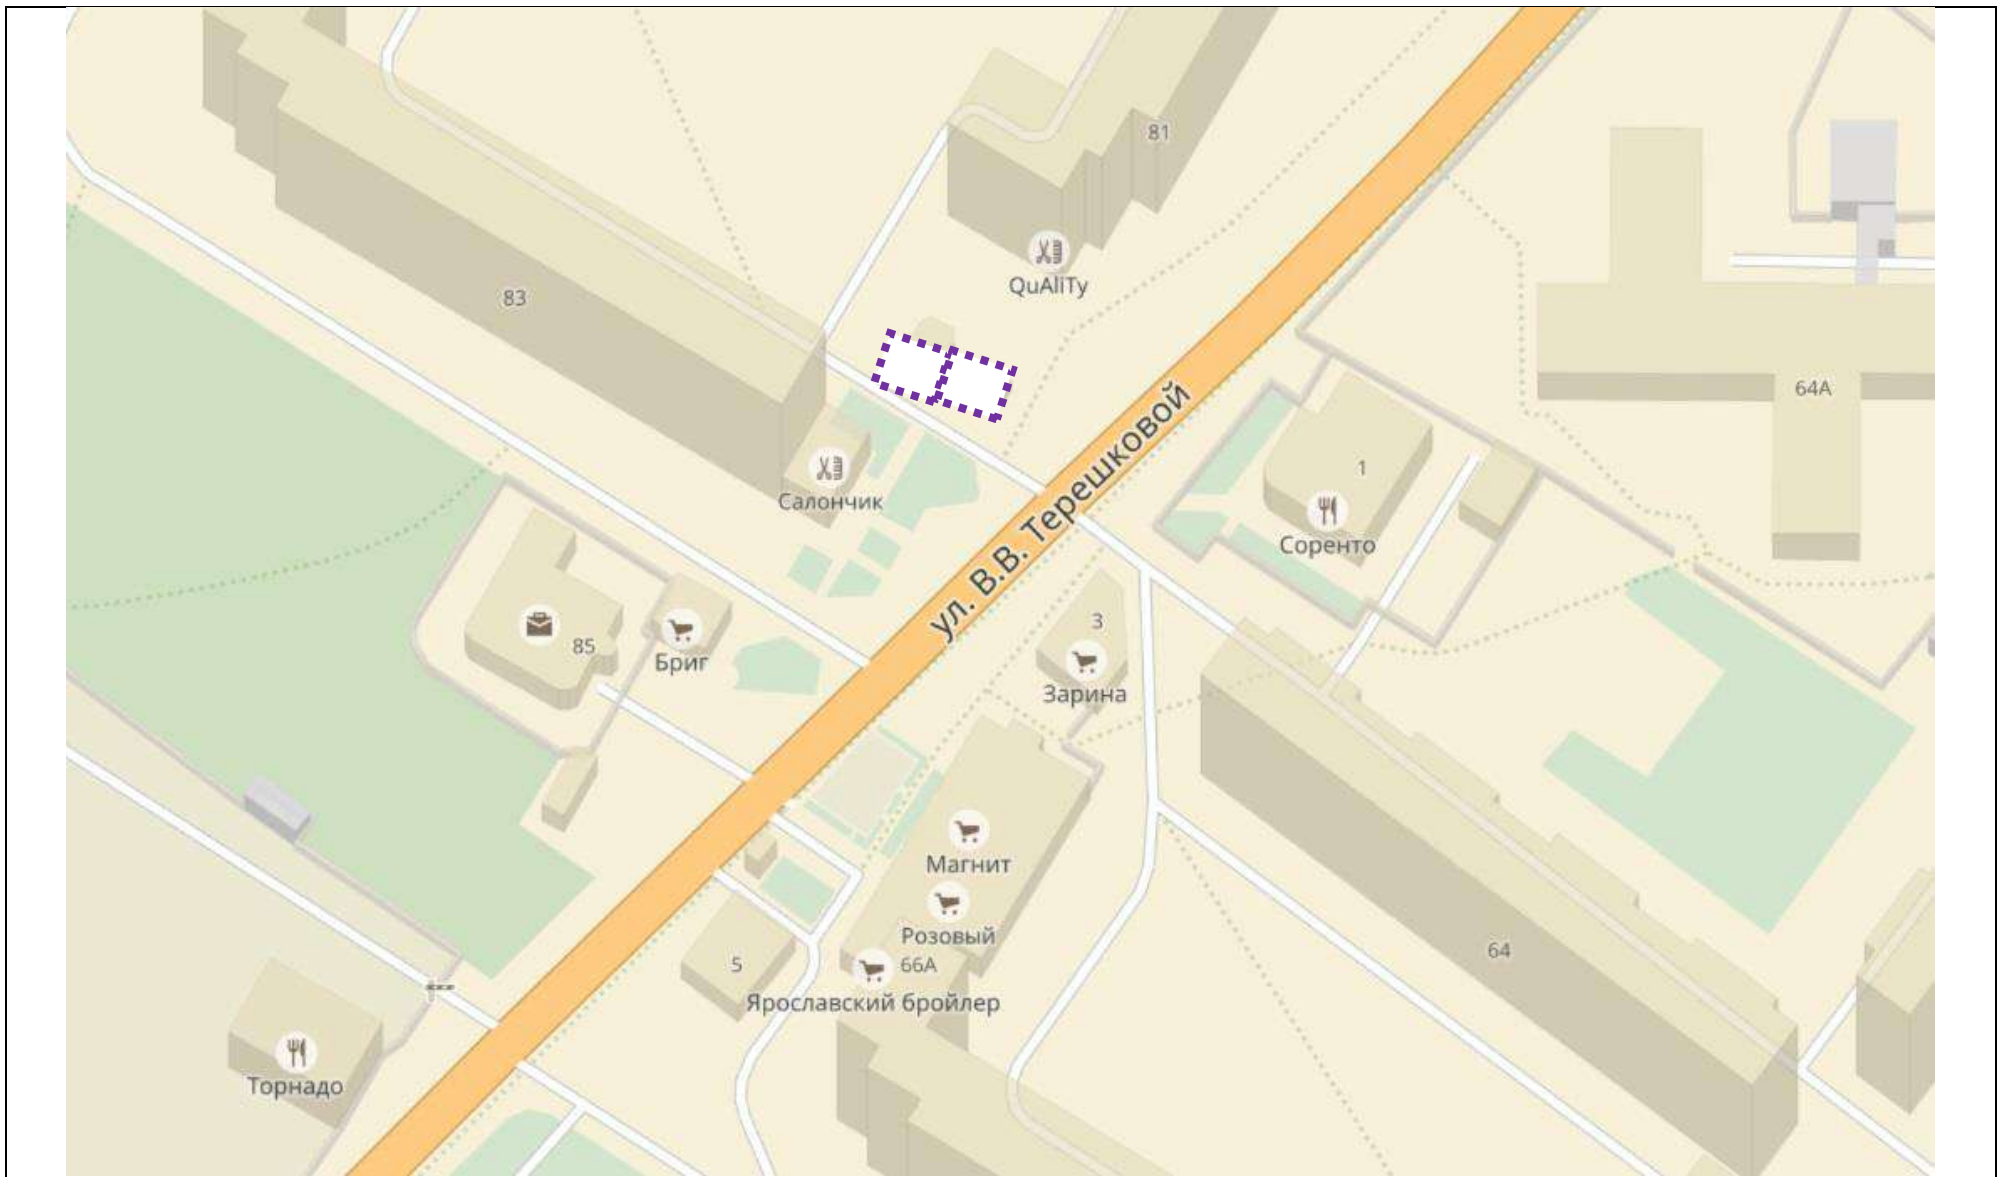 81
QuAliTy
83
64А
ул. В.В. Терешковой
1
Салончик
Соренто
3
85
Бриг
Зарина
Магнит
Розовый
66А
5
64
Ярославский бройлер
Торнадо